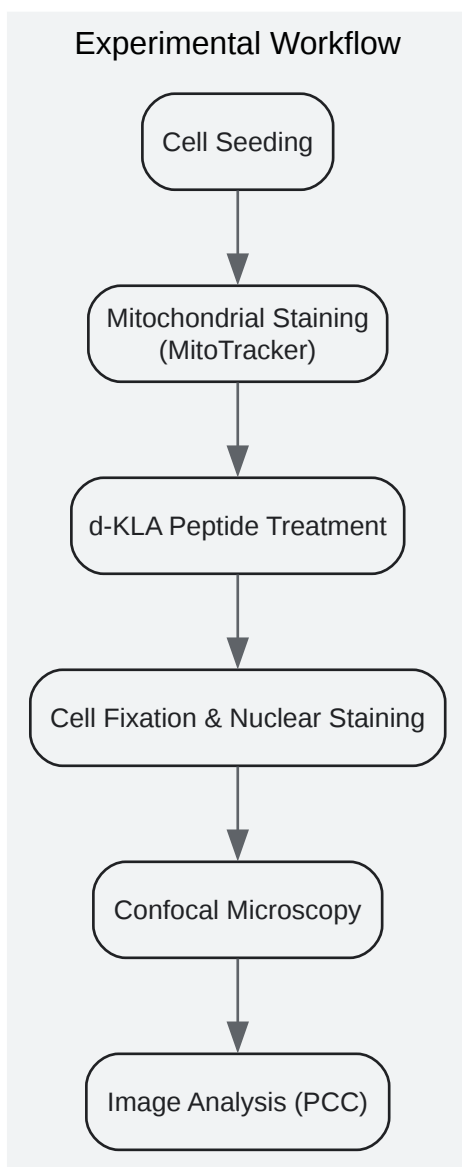 Experimental Workflow
Cell Seeding
Mitochondrial Staining
(MitoTracker)
d-KLA Peptide Treatment
Cell Fixation & Nuclear Staining
Confocal Microscopy
Image Analysis (PCC)